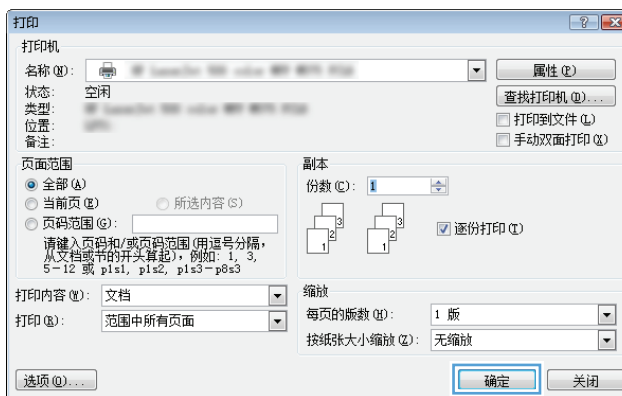 打印
打印机
名称(N):
属性(P)
状态: 空闲
查找打印机(D)...
类型:
位置:
打印到文件(L)
备注:
手动双面打印(X)
页面范围
全部(A)
当前页(E) 所选内容(S)
页码范围(G):
请键入页码和/或页码范围(用逗号分隔，
从文档或节的开头算起)，例如: 1, 3,
5-12 或 p1s1, p1s2, p1s3-p8s3
副本
份数(C): 1
3 3
2 2
1 1
逐份打印(T)
打印内容(W): 文档
打印(R): 范围中所有页面
缩放
每页的版数(H): 1 版
按纸张大小缩放(Z): 无缩放
选项(O)... 确定 关闭